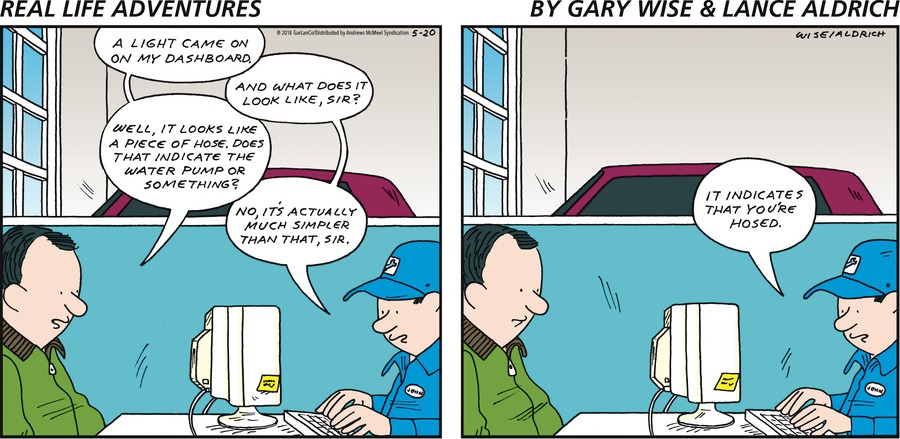 REAL LIFE ADVENTURES
BY GARY WISE & LANCE ALDRICH
© 2018 GarLanCo/Distributed by Andrews McMeel Syndication 5-20
A LIGHT CAME ON
ON MY DASHBOARD.
AND WHAT DOES IT
LOOK LIKE, SIR?
WELL, IT LOOKS LIKE
A PIECE OF HOSE. DOES
THAT INDICATE THE
WATER PUMP OR
SOMETHING?
NO, IT'S ACTUALLY
MUCH SIMPLER
THAN THAT, SIR.
JOHN
WISE/ALDRICH
IT INDICATES
THAT YOU'RE
HOSED.
JOHN